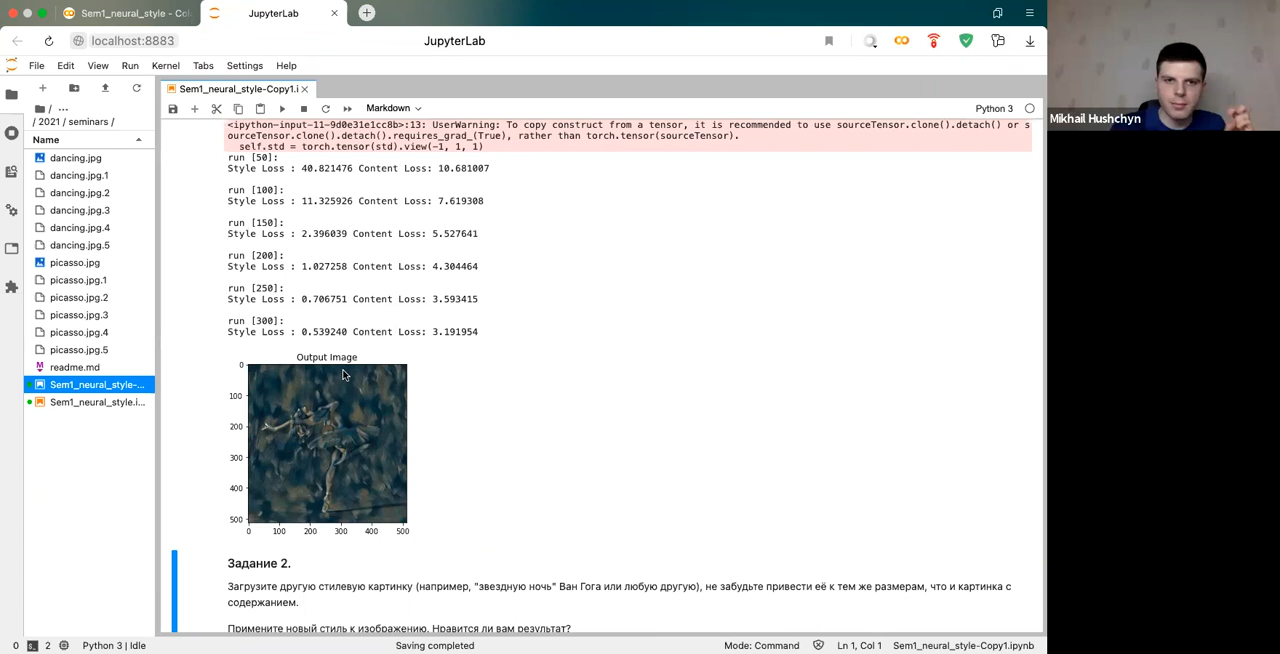 Sem1_neural_style - Col
JupyterLab
localhost:8883
JupyterLab
File Edit View Run Kernel Tabs Settings Help
Mikhail Hushchyn
/ ...
/ 2021 / seminars /
Name
dancing.jpg
dancing.jpg.1
dancing.jpg.2
dancing.jpg.3
dancing.jpg.4
dancing.jpg.5
picasso.jpg
picasso.jpg.1
picasso.jpg.2
picasso.jpg.3
picasso.jpg.4
picasso.jpg.5
readme.md
Sem1_neural_style-...
Sem1_neural_style.i...
Sem1_neural_style-Copy1.i
Markdown
Python 3
<ipython-input-11-9d0e31e1cc8b>:13: UserWarning: To copy construct from a tensor, it is recommended to use sourceTensor.clone().detach() or s
ourceTensor.clone().detach().requires_grad_(True), rather than torch.tensor(sourceTensor).
self.std = torch.tensor(std).view(-1, 1, 1)
run [50]:
Style Loss : 40.821476 Content Loss: 10.681007
run [100]:
Style Loss : 11.325926 Content Loss: 7.619308
run [150]:
Style Loss : 2.396039 Content Loss: 5.527641
run [200]:
Style Loss : 1.027258 Content Loss: 4.304464
run [250]:
Style Loss : 0.706751 Content Loss: 3.593415
run [300]:
Style Loss : 0.539240 Content Loss: 3.191954
Output Image
0
100
200
300
400
500
0 100 200 300 400 500
Задание 2.
Загрузите другую стилевую картинку (например, "звездную ночь" Ван Гога или любую другую), не забудьте привести её к тем же размерам, что и картинка с
содержанием.
Примените новый стиль к изображению. Нравится ли вам результат?
0 2 Python 3 | Idle
Saving completed
Mode: Command
Ln 1, Col 1
Sem1_neural_style-Copy1.ipynb